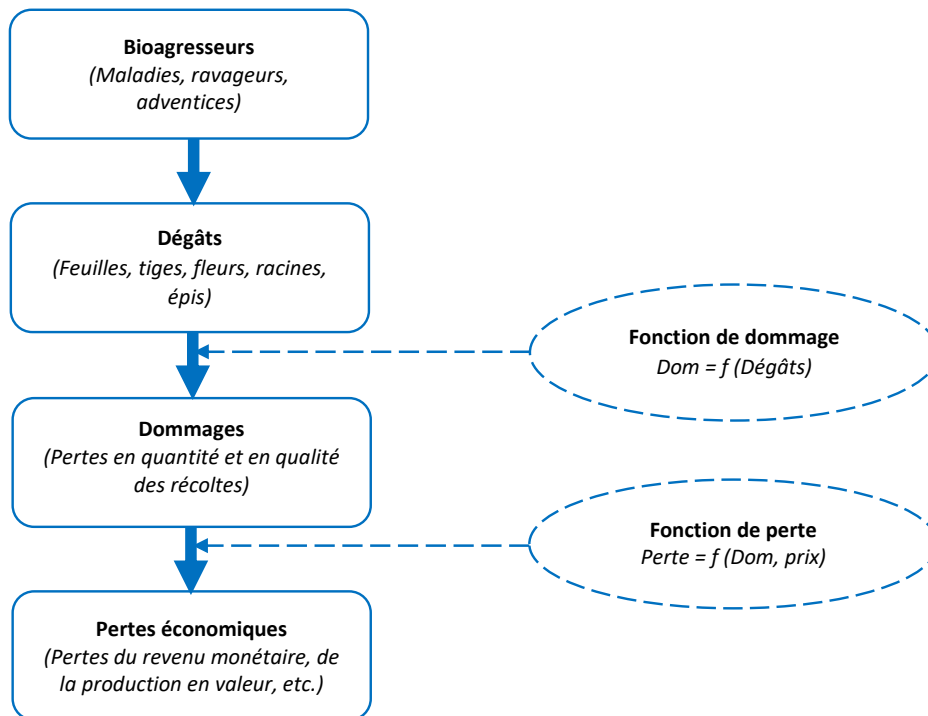 Bioagresseurs
(Maladies, ravageurs,
adventices)
Dégâts
(Feuilles, tiges, fleurs, racines,
épis)
Fonction de dommage
Dom = f (Dégâts)
Dommages
(Pertes en quantité et en qualité
des récoltes)
Fonction de perte
Perte = f (Dom, prix)
Pertes économiques
(Pertes du revenu monétaire, de
la production en valeur, etc.)